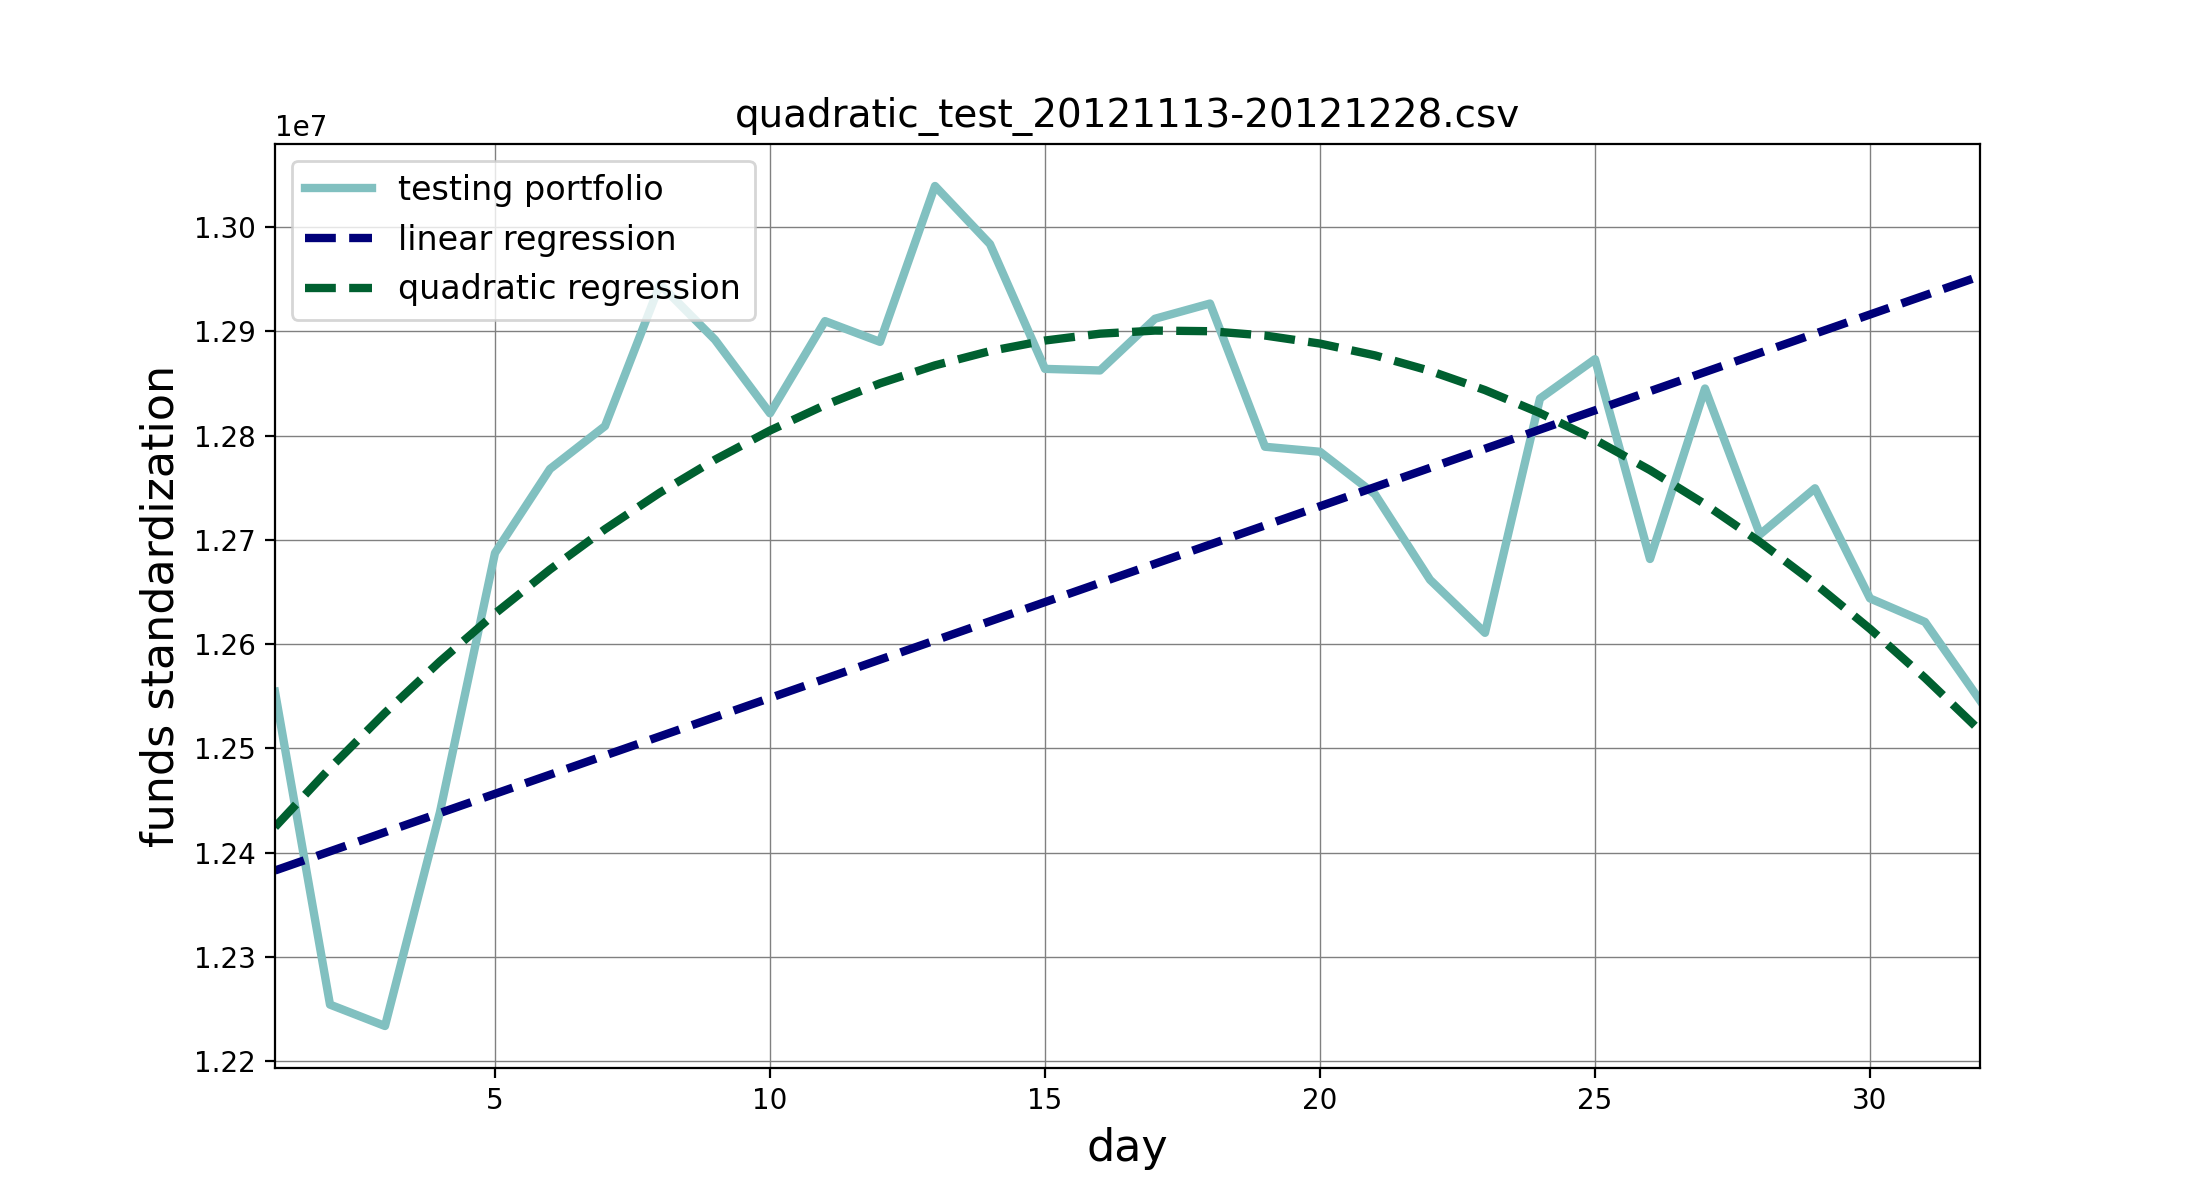 quadratic_test_20121113-20121228.csv
1e7
testing portfolio
linear regression
quadratic regression
1.30
1.29
1.28
1.27
1.26
1.25
1.24
1.23
1.22
funds standardization
5 10 15 20 25 30
day